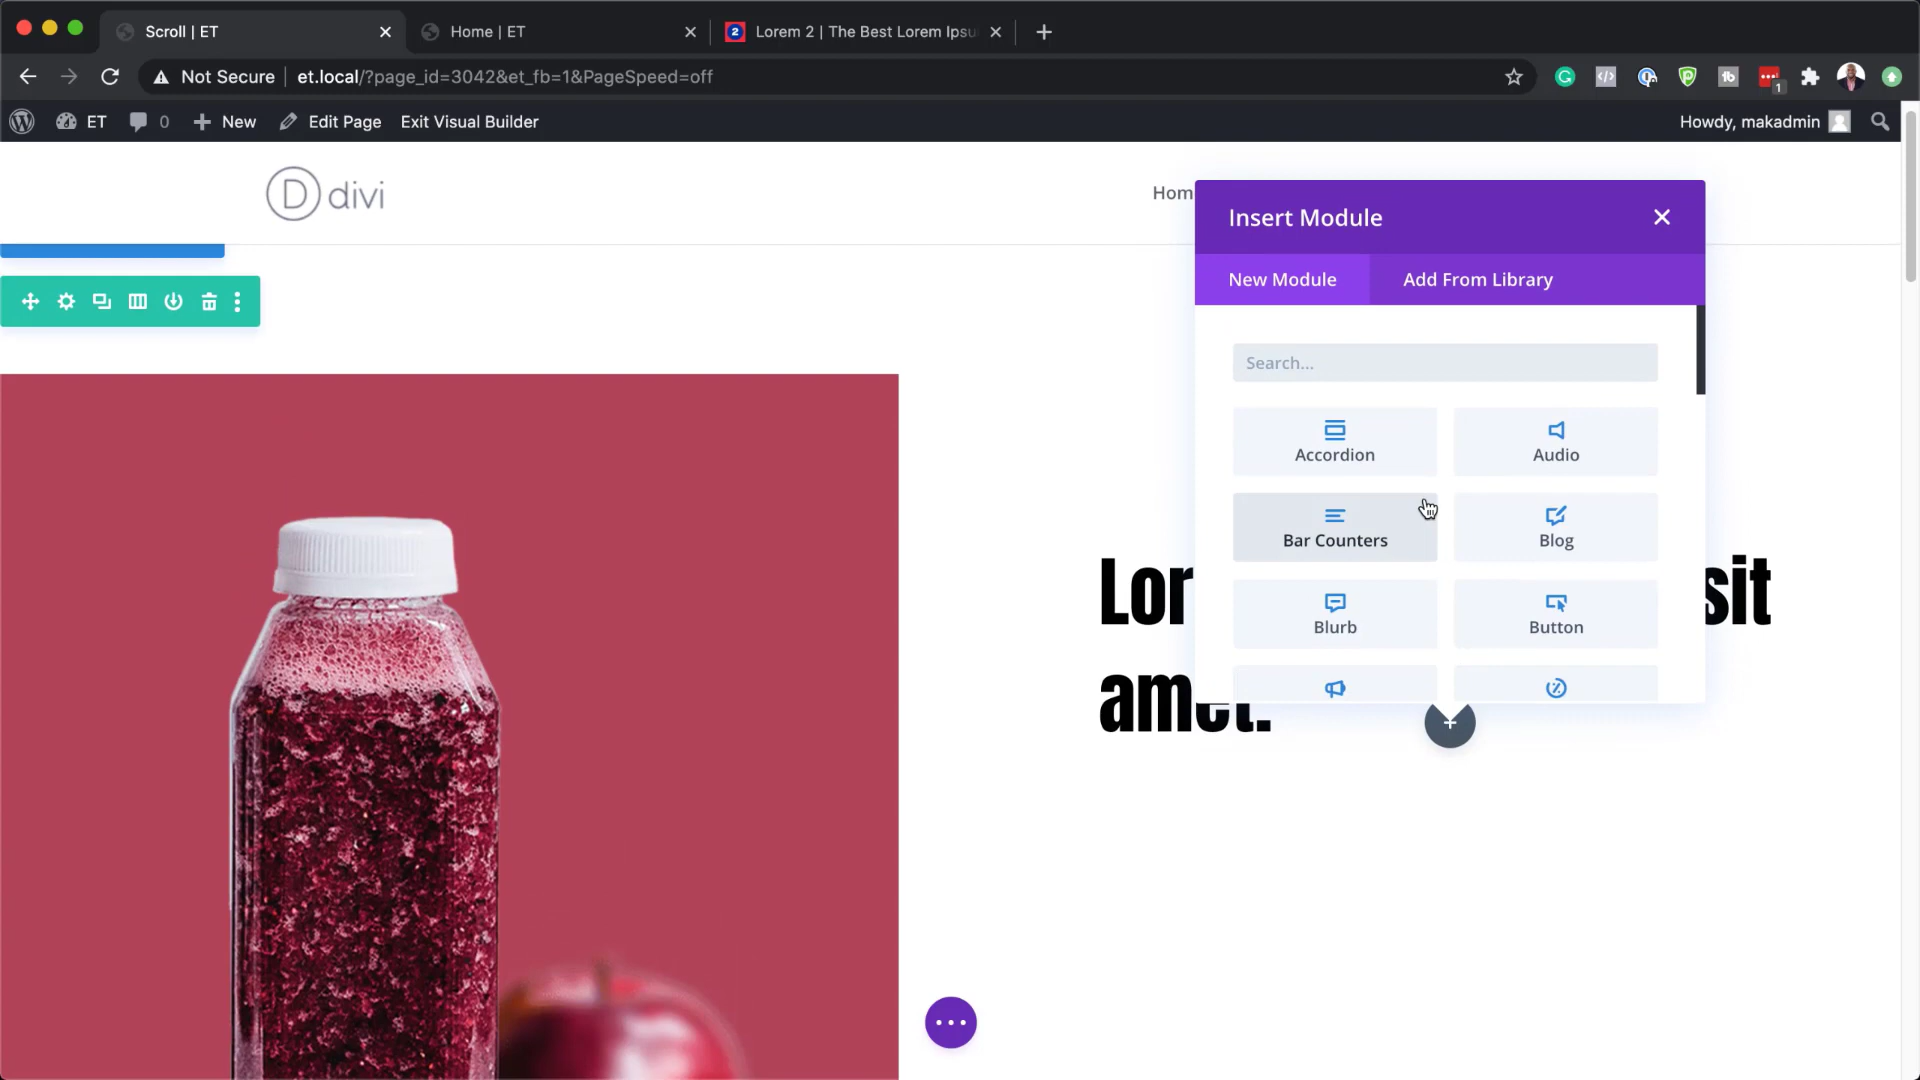 Scroll | ET
Home | ET
2 Lorem 2 | The Best Lorem Ipsu
Not Secure | et.local/?page_id=3042&et_fb=1&PageSpeed=off
1
ET 0 New Edit Page Exit Visual Builder
Howdy, makadmin
D divi
Hom
Insert Module
New Module Add From Library
Search...
Accordion Audio
Bar Counters Blog
Blurb Button
Lor sit
amet.